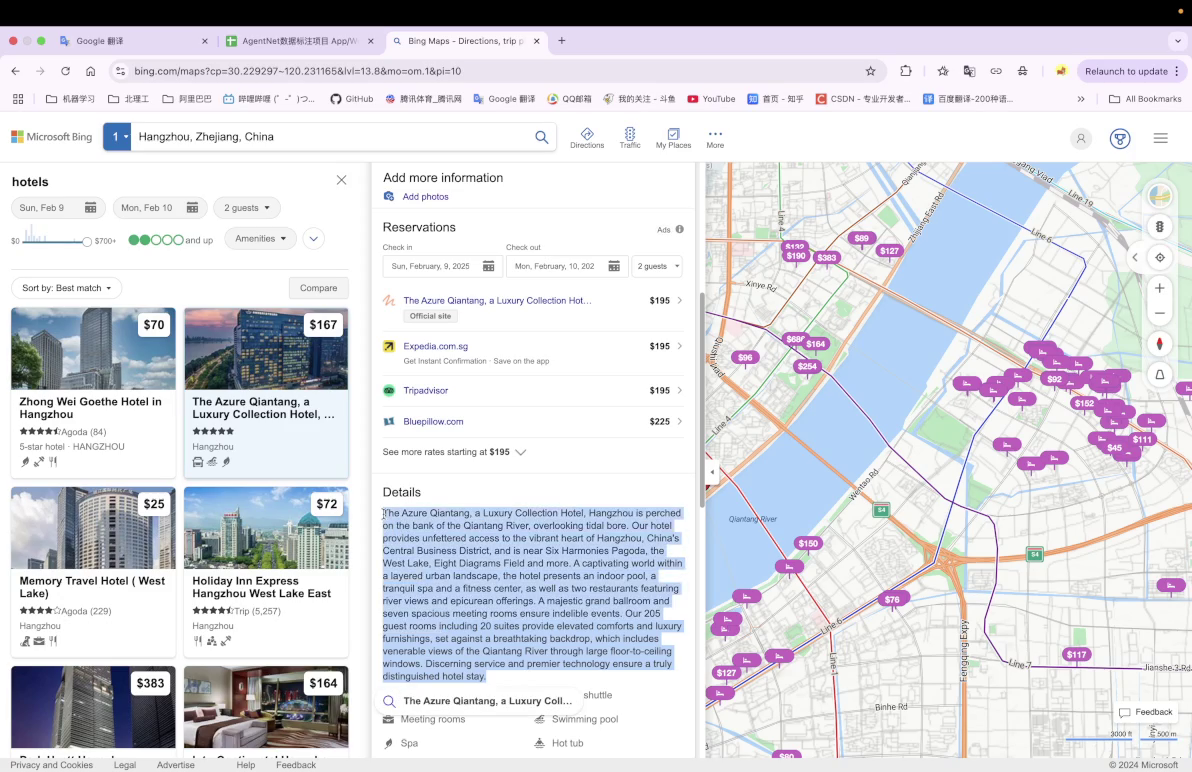 Google 翻译
AgentNet数据标注项目 App/W
Bing Maps - Directions, trip p
bing.com/maps?cp=30.229297~120.231165&lvl=13.8&mo=1.1&pi=10
Relaunch to update
机器学习
北理工
阿里巴巴
哔哩哔哩 (゜-゜)つ...
GitHub
腾讯体育_腾讯网
Google 翻译
QQ邮箱
我的关注 - 斗鱼
YouTube
首页 - 知乎
CSDN - 专业开发者...
百度翻译-200种语...
All Bookmarks
Microsoft Bing
1
Hangzhou, Zhejiang, China
Directions
Traffic
My Places
More
hotels
Sun, Feb 9
Mon, Feb 10
2 guests
$0
$700+
and up
Amenities
Sort by: Best match
Compare
$70
Zhong Wei Goethe Hotel in
Hangzhou
Agoda (84)
5-star hotel · HANGZHOU
$167
The Azure Qiantang, a
Luxury Collection Hotel, ...
Hangzhou
$25
Memory Travel Hotel ( West
Lake)
Agoda (229)
Hangzhou
$72
Holiday Inn Express
Hangzhou West Lake East
Trip (5,257)
Hangzhou
$383
$164
Add more information
Add photos
Reservations
Ads
Check in
Check out
Sun, February, 9, 2025
Mon, February, 10, 202
2 guests
The Azure Qiantang, a Luxury Collection Hot...
$195
Official site
Expedia.com.sg
$195
Get Instant Confirmation · Save on the app
Tripadvisor
$195
Bluepillow.com
$225
See more rates starting at $195
Details
The Azure Qiantang, a Luxury Collection Hotel, Hangzhou is perched
on the bank of the Qiantang River, overlooking tidal bore. Our hotel
provides unfettered access to the vibrant heart of Hangzhou, China's
Central Business District, and is near Six Harmonies Pagoda, the
West Lake, Eight Diagrams Field and more. A captivating world within
a layered urban landscape, the hotel presents an indoor pool, a
tranquil spa and a fitness center, as well as two restaurants featuring
river views and epicurean offerings. A majestic grand ballroom and
seven spacious meeting rooms ensure indelible events. Our 205
guest rooms including 20 suites provide elevated comforts and luxury
furnishings, set against a breathtaking backdrop, which includes
venerable views of the Qiantang River through large floor-to-ceiling
windows. Discerning service and premier technology ensure a truly
distinguished hotel stay.
The Azure Qiantang, a Luxury Coll...
shuttle
Meeting rooms
Swimming pool
Spa
Hot tub
Line 19
Line 6
Line 4
Zhijiang East Rd
$89
$127
$132
$190
$383
Xinye Rd
$164
$254
$96
$92
$152
$111
$45
Line 4
Wentao Rd
Qiantang River
S4
S4
$150
$76
Line 6
$127
$117
Line 7
Jianshe-3-Rd
Binhe Rd
Feedback
3000 ft
500 m
Privacy and Cookies
Legal
Advertise
Help
Feedback
© 2024 Microsoft